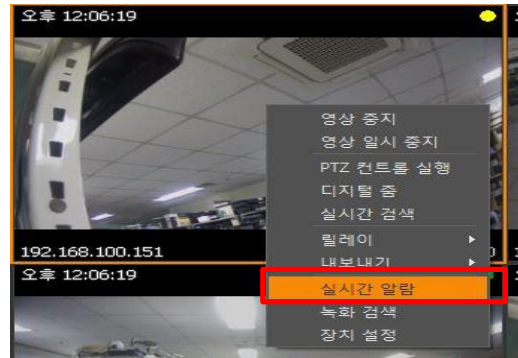 오후 12:06:19
영상 중지
영상 일시 중지
PTZ 컨트롤 실행
디지털 줌
실시간 검색
릴레이
192.168.100.151
내보내기
오후 12:06:19
실시간 알람
녹화 검색
장치 설정